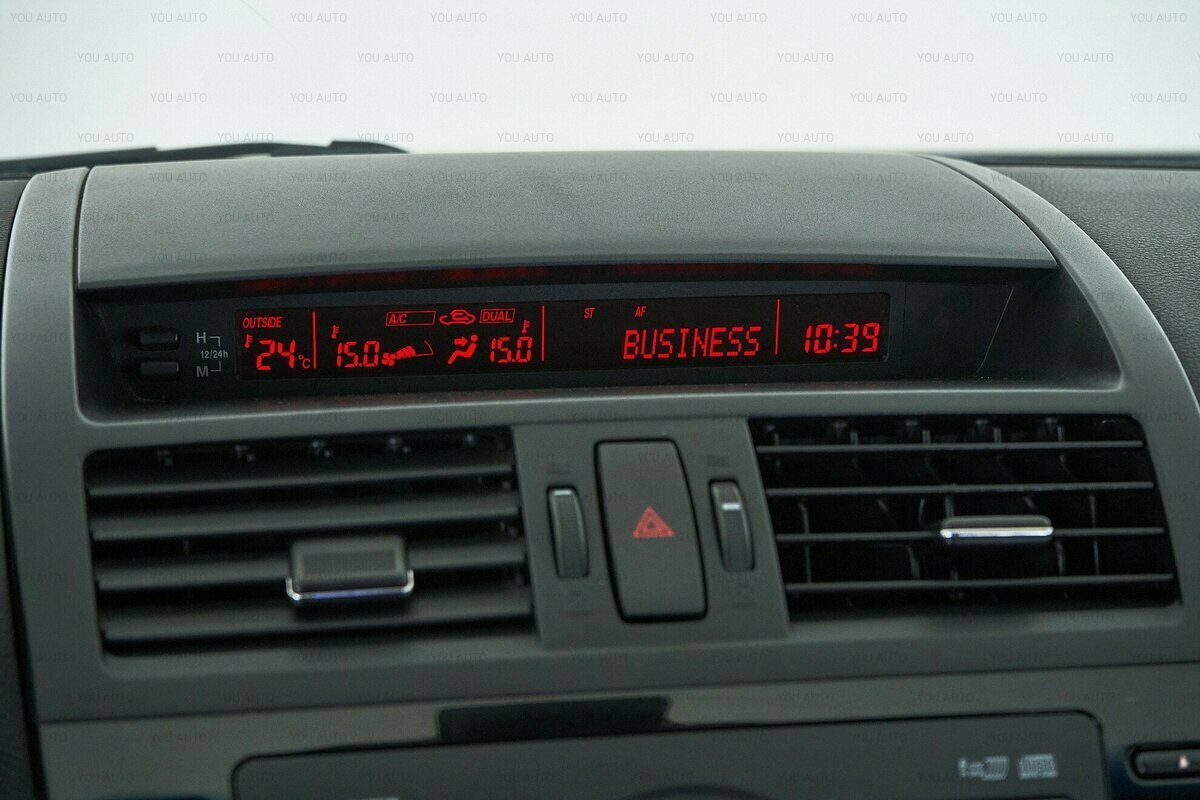 YOU AUTO
OUTSIDE
24°C
15.0
A/C
DUAL
15.0
ST
AF
BUSINESS
10:39
H
12/24h
M